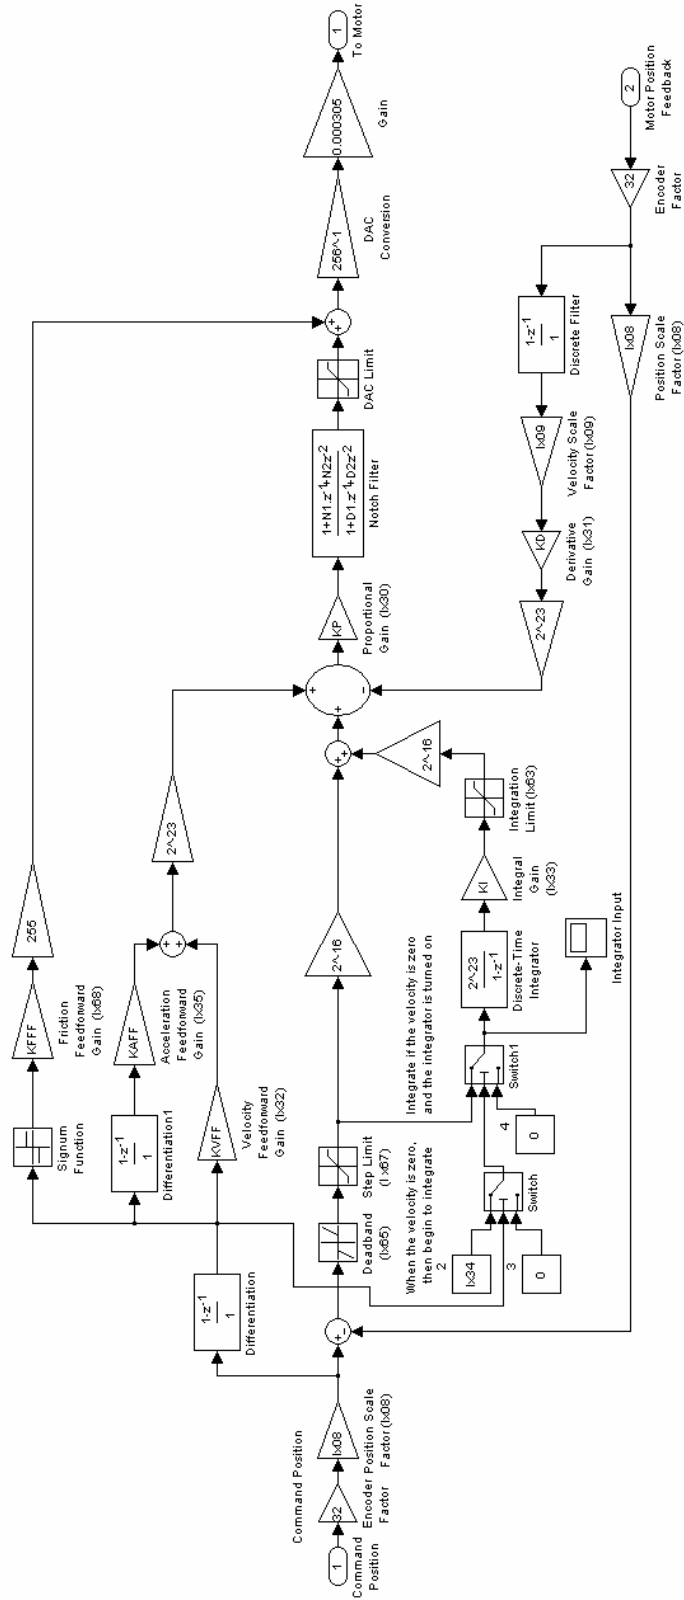 1
To Motor
0.000305
Gain
256^-1
DAC
Conversion
DAC Limit
1+N1.z-1+N2z-2
1+D1.z-1+D2z-2
Notch Filter
KP
Proportional
Gain (Ix30)
255
KFFF
Friction
Feedforward
Gain (Ix68)
Signum
Function
2^-23
KAFF
Acceleration
Feedforward
Gain (Ix35)
1-z-1
1
Differentiation1
KVFF
Velocity
Feedforward
Gain (Ix32)
1-z-1
1
Differentiation
2^-16
2^-16
Integration
Limit (Ix63)
KI
Integral
Gain
(Ix33)
2^-23
1-z-1
Discrete-Time
Integrator
Integrator Input
Integrate if the velocity is zero
and the integrator is turned on
Switch1
4
0
Step Limit
(Ix67)
Deadband
(Ix65)
When the velocity is zero,
then begin to integrate
2
Ix34
3
0
Switch
Command Position
Ix08
Encoder Position Scale
Factor
Factor (Ix08)
32
1
Command
Position
2
Motor Position
Feedback
32
Encoder
Factor
1-z-1
1
Discrete Filter
Ix08
Position Scale
Factor (Ix08)
Ix09
Velocity Scale
Factor (Ix09)
KD
Derivative
Gain (Ix31)
2^-23